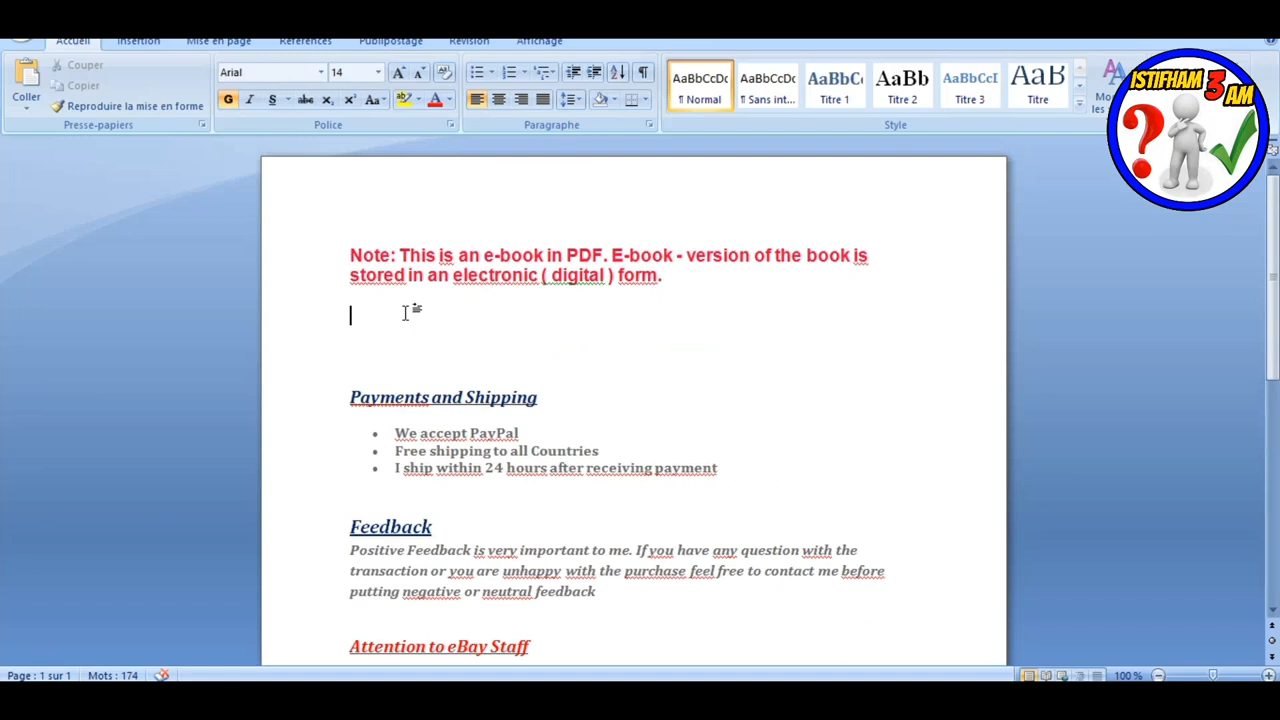 Accueil Insertion Mise en page Références Publipostage Révision Affichage
Coller
Couper
Copier
Reproduire la mise en forme
Presse-papiers
Arial 14
G I S abc x₂ x² Aa
Police
Paragraphe
AaBbCcDc AaBbCcDc AaBbCc AaBb AaBbCcI AaB
¶ Normal ¶ Sans int... Titre 1 Titre 2 Titre 3 Titre
Style
ISTIFHAM 3AM
Note: This is an e-book in PDF. E-book - version of the book is
stored in an electronic ( digital ) form.
Payments and Shipping
• We accept PayPal
• Free shipping to all Countries
• I ship within 24 hours after receiving payment
Feedback
Positive Feedback is very important to me. If you have any question with the
transaction or you are unhappy with the purchase feel free to contact me before
putting negative or neutral feedback
Attention to eBay Staff
Page : 1 sur 1 Mots : 174 100 %